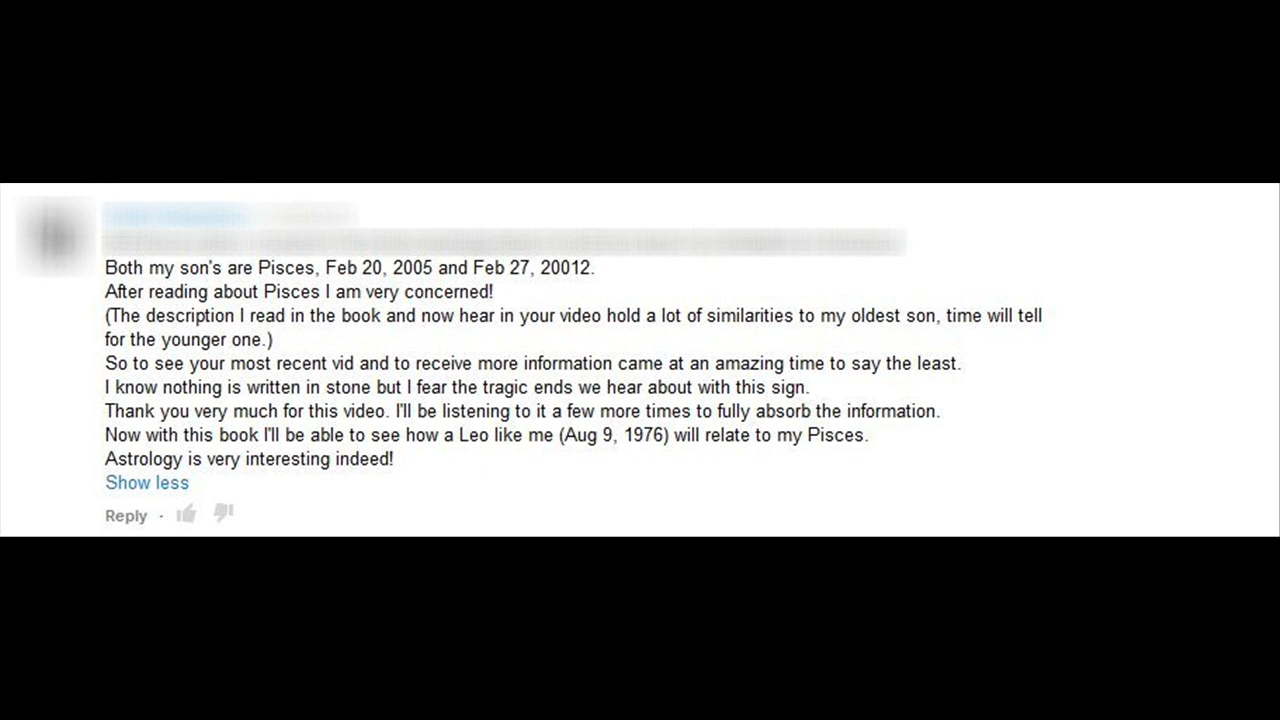 Both my son's are Pisces, Feb 20, 2005 and Feb 27, 20012.
After reading about Pisces I am very concerned!
(The description I read in the book and now hear in your video hold a lot of similarities to my oldest son, time will tell
for the younger one.)
So to see your most recent vid and to receive more information came at an amazing time to say the least.
I know nothing is written in stone but I fear the tragic ends we hear about with this sign.
Thank you very much for this video. I'll be listening to it a few more times to fully absorb the information.
Now with this book I'll be able to see how a Leo like me (Aug 9, 1976) will relate to my Pisces.
Astrology is very interesting indeed!
Show less
Reply ·